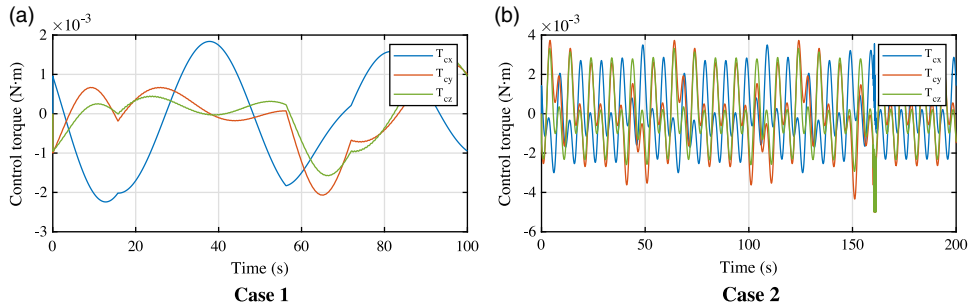 (a)
×10⁻³
Control torque (N·m)
2
1
0
-1
-2
-3
0
20
40
60
80
100
Time (s)
T_cx
T_cy
T_cz
Case 1
(b)
×10⁻³
Control torque (N·m)
4
2
0
-2
-4
-6
0
50
100
150
200
Time (s)
T_cx
T_cy
T_cz
Case 2